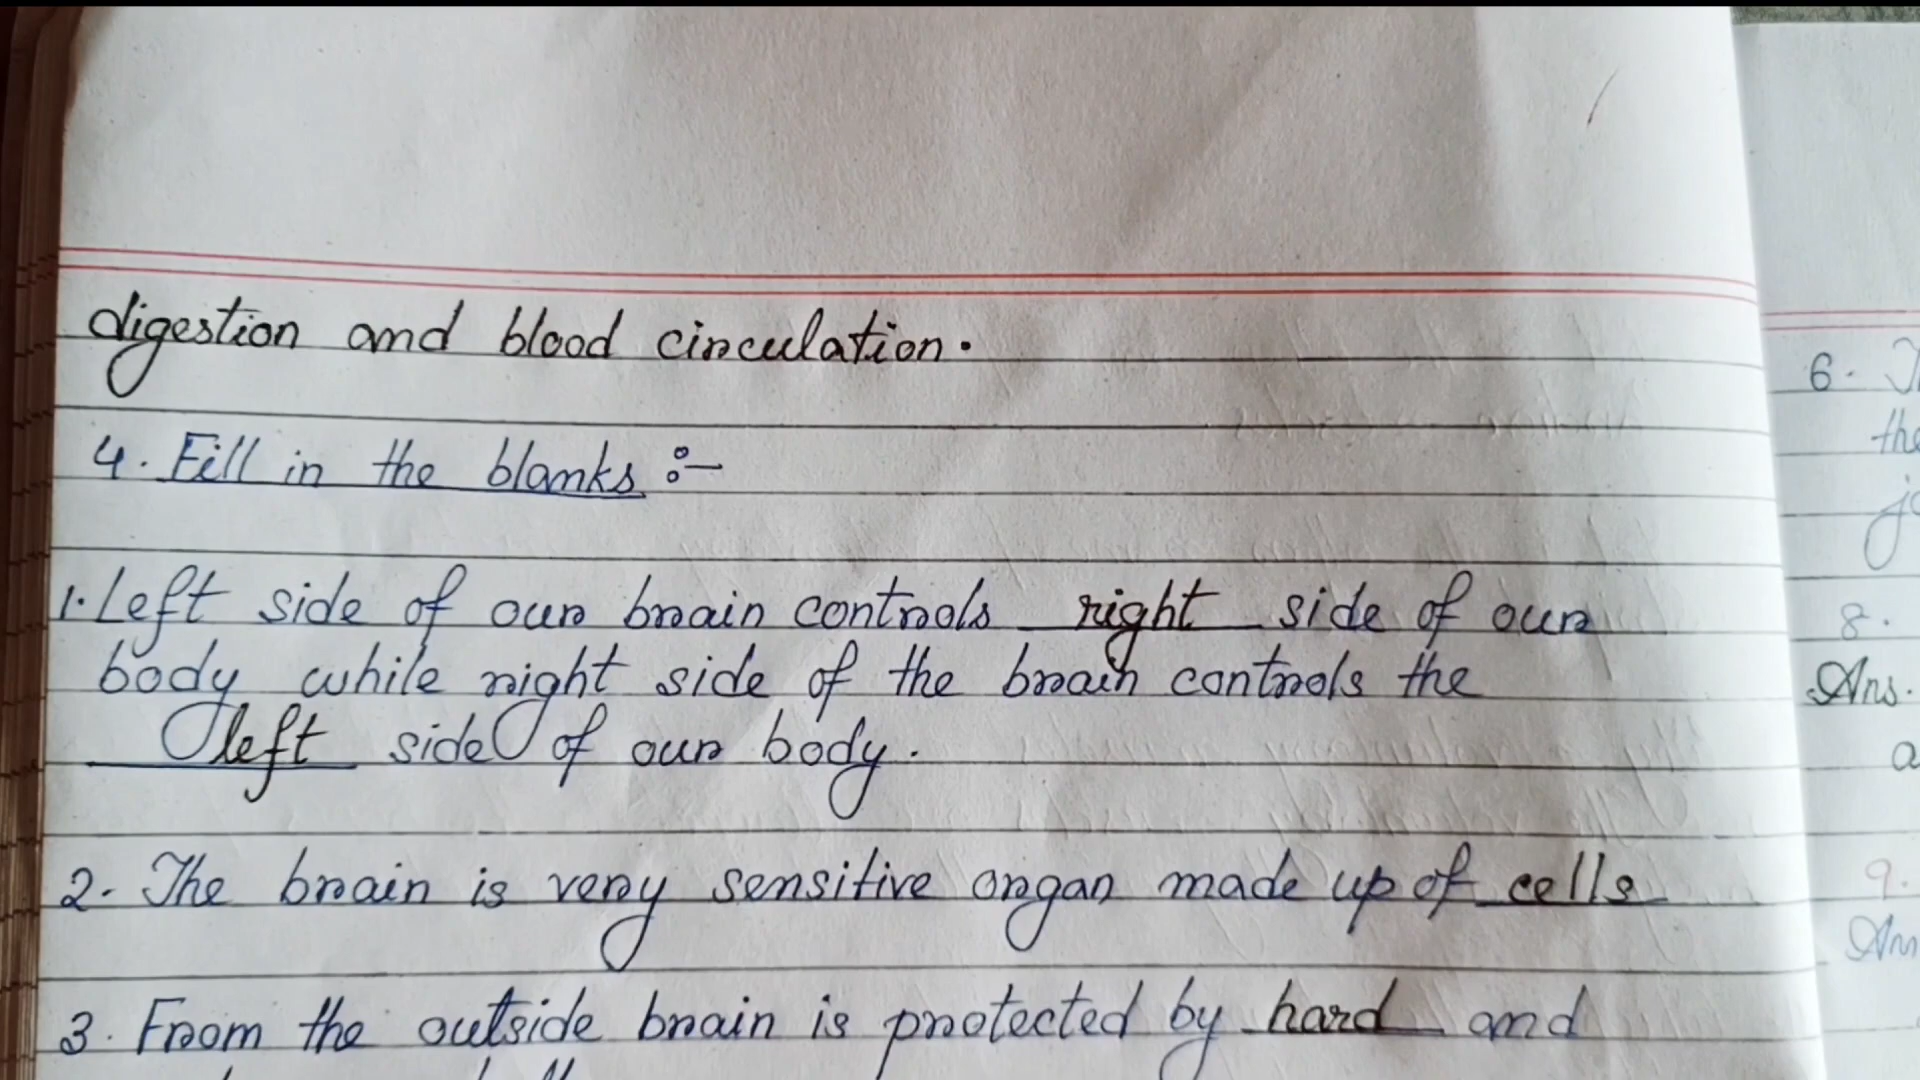 digestion and blood circulation.
4. Fill in the blanks :-
1. Left side of our brain controls right side of our
body while right side of the brain controls the
left side of our body.
2. The brain is very sensitive organ made up of cells
3. From the outside brain is protected by hard and
6.
the
8.
Ans.
a
9.